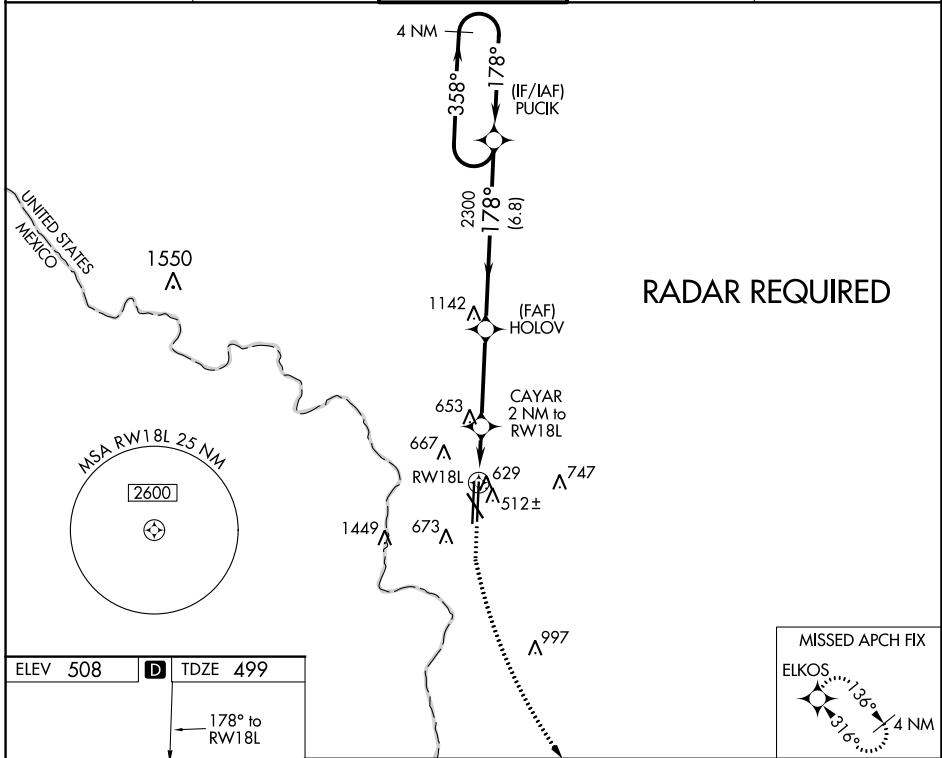 4 NM
358°
178°
(IF/IAF)
PUCIK
2300
178°
(6.8)
UNITED STATES
MEXICO
1550
RADAR REQUIRED
1142
(FAF)
HOLOV
CAYAR
2 NM to
RW18L
653
667
RW18L
629
747
512±
MSA RW18L 25 NM
2600
1449
673
997
ELEV 508
D
TDZE 499
178° to
RW18L
MISSED APCH FIX
ELKOS
136°
316°
4 NM